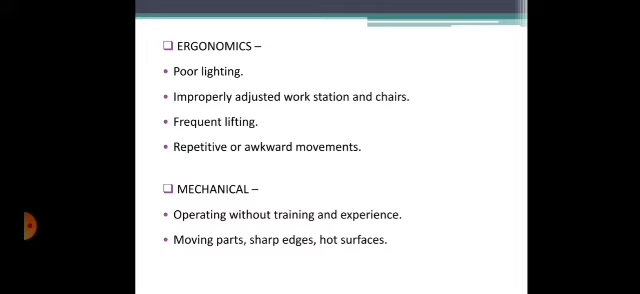 ERGONOMICS –
Poor lighting.
Improperly adjusted work station and chairs.
Frequent lifting.
Repetitive or awkward movements.
MECHANICAL –
Operating without training and experience.
Moving parts, sharp edges, hot surfaces.